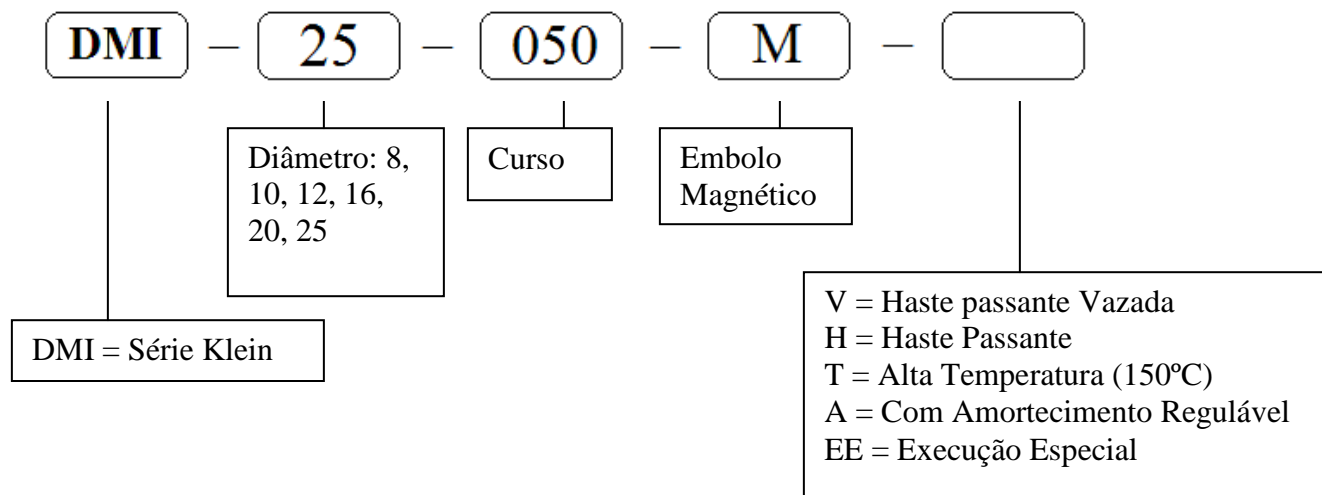 DMI – 25 – 050 – M –
Diâmetro: 8,
10, 12, 16,
20, 25
Curso
Embolo
Magnético
DMI = Série Klein
V = Haste passante Vazada
H = Haste Passante
T = Alta Temperatura (150ºC)
A = Com Amortecimento Regulável
EE = Execução Especial